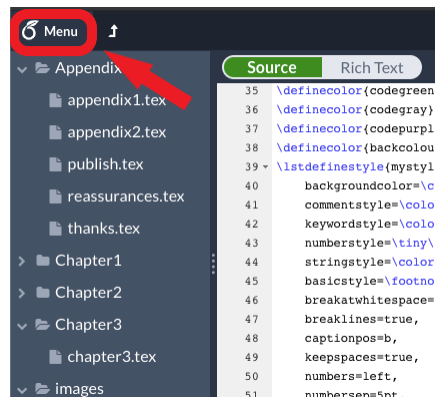 Menu
Appendix
appendix1.tex
appendix2.tex
publish.tex
reassurances.tex
thanks.tex
Chapter1
Chapter2
Chapter3
chapter3.tex
images
Source Rich Text
35 \definecolor{codegreen
36 \definecolor{codegray}
37 \definecolor{codepurpl
38 \definecolor{backcolou
39 \lstdefinestyle{mystyl
40 backgroundcolor=\c
41 commentstyle=\colo
42 keywordstyle=\colo
43 numberstyle=\tiny\
44 stringstyle=\color
45 basicstyle=\footno
46 breakatwhitespace=
47 breaklines=true,
48 captionpos=b,
49 keepspaces=true,
50 numbers=left,
51 numbersep=5pt,